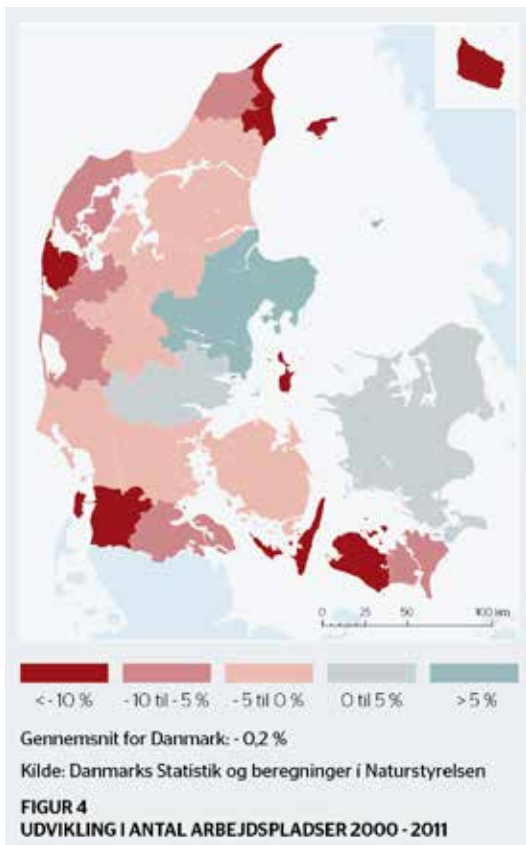 0 25 50 100 km
< - 10 % - 10 til - 5 % - 5 til 0 % 0 til 5 % > 5 %
Gennemsnit for Danmark: - 0,2 %
Kilde: Danmarks Statistik og beregninger i Naturstyrelsen
FIGUR 4
UDVIKLING I ANTAL ARBEJDSPLADSER 2000 - 2011